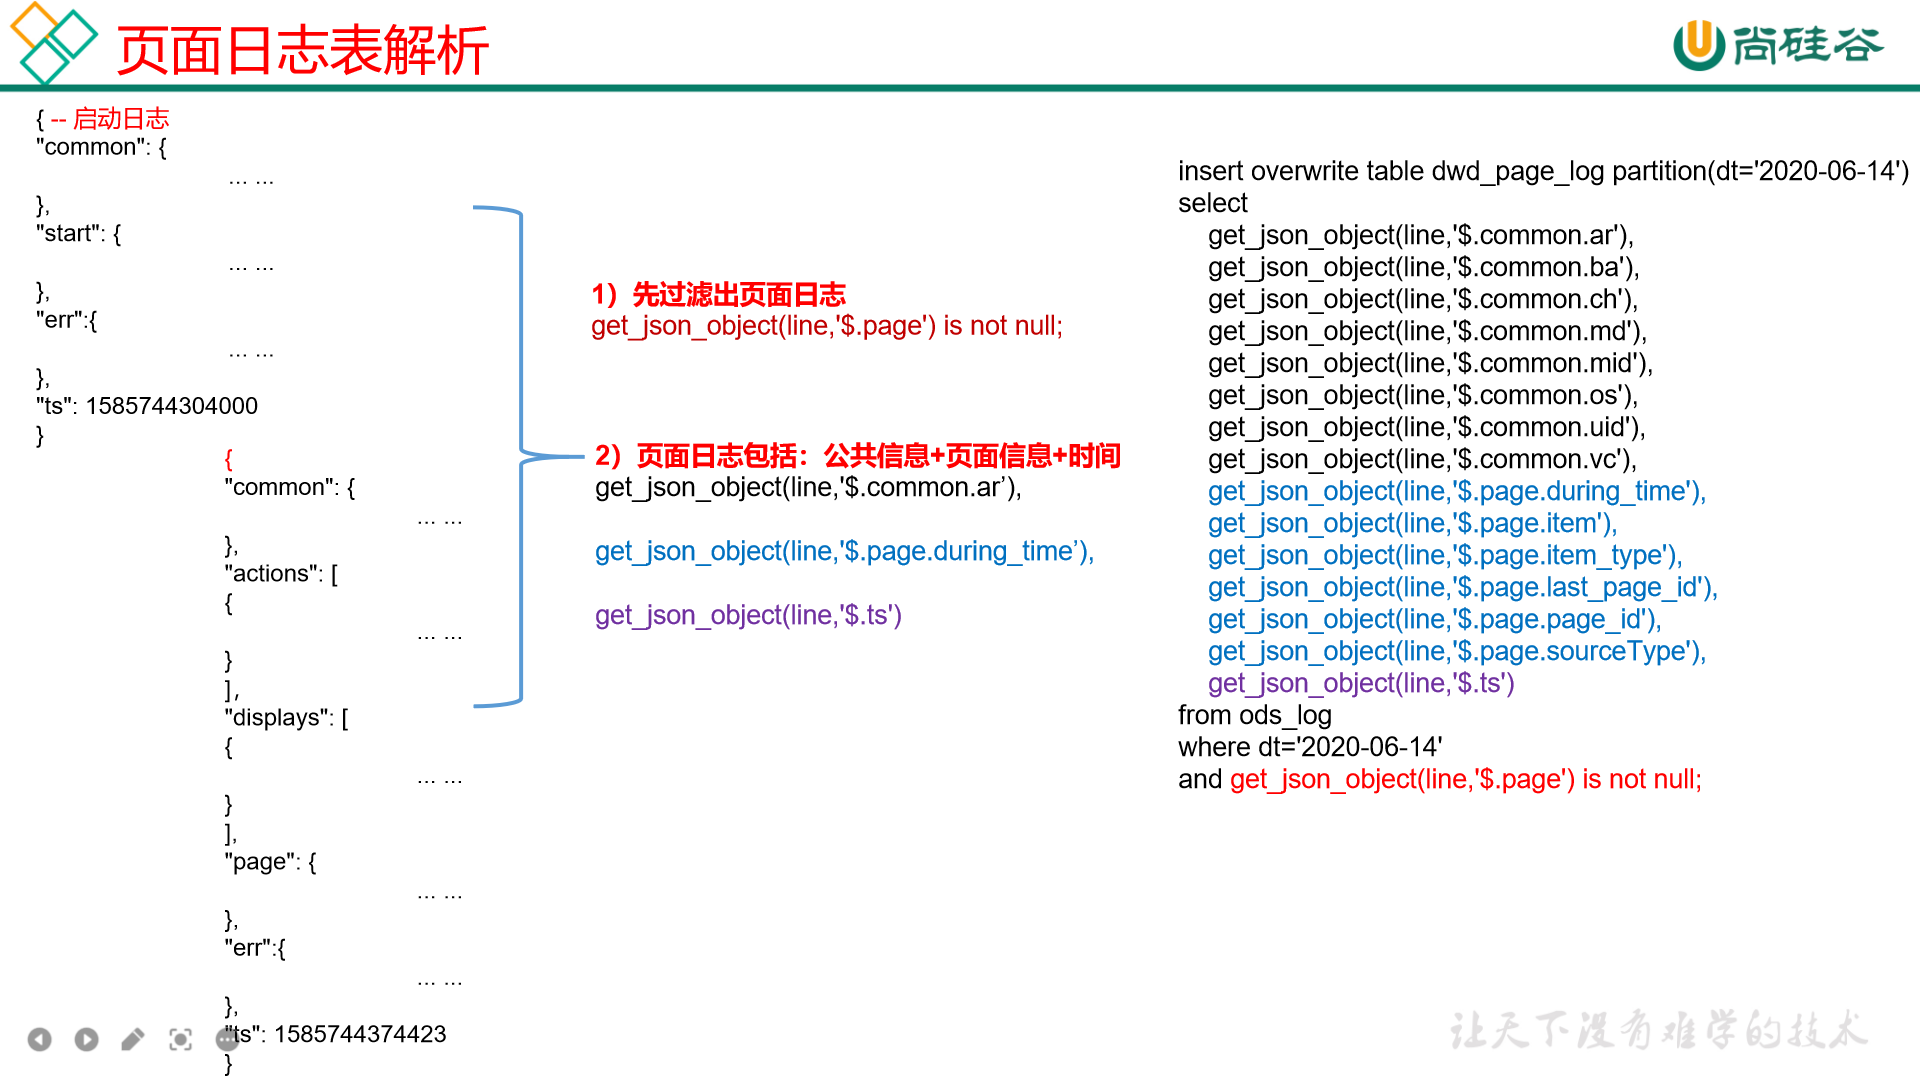 页面日志表解析
尚硅谷
{ -- 启动日志
"common": {
... ...
},
"start": {
... ...
},
"err":{
... ...
},
"ts": 1585744304000
}
{
"common": {
... ...
},
"actions": [
{
... ...
}
],
"displays": [
{
... ...
}
],
"page": {
... ...
},
"err":{
... ...
},
"ts": 1585744374423
}
1）先过滤出页面日志
get_json_object(line,'$.page') is not null;
2）页面日志包括：公共信息+页面信息+时间
get_json_object(line,'$.common.ar’),
get_json_object(line,'$.page.during_time’),
get_json_object(line,'$.ts')
insert overwrite table dwd_page_log partition(dt='2020-06-14')
select
get_json_object(line,'$.common.ar'),
get_json_object(line,'$.common.ba'),
get_json_object(line,'$.common.ch'),
get_json_object(line,'$.common.md'),
get_json_object(line,'$.common.mid'),
get_json_object(line,'$.common.os'),
get_json_object(line,'$.common.uid'),
get_json_object(line,'$.common.vc'),
get_json_object(line,'$.page.during_time'),
get_json_object(line,'$.page.item'),
get_json_object(line,'$.page.item_type'),
get_json_object(line,'$.page.last_page_id'),
get_json_object(line,'$.page.page_id'),
get_json_object(line,'$.page.sourceType'),
get_json_object(line,'$.ts')
from ods_log
where dt='2020-06-14'
and get_json_object(line,'$.page') is not null;
让天下没有难学的技术